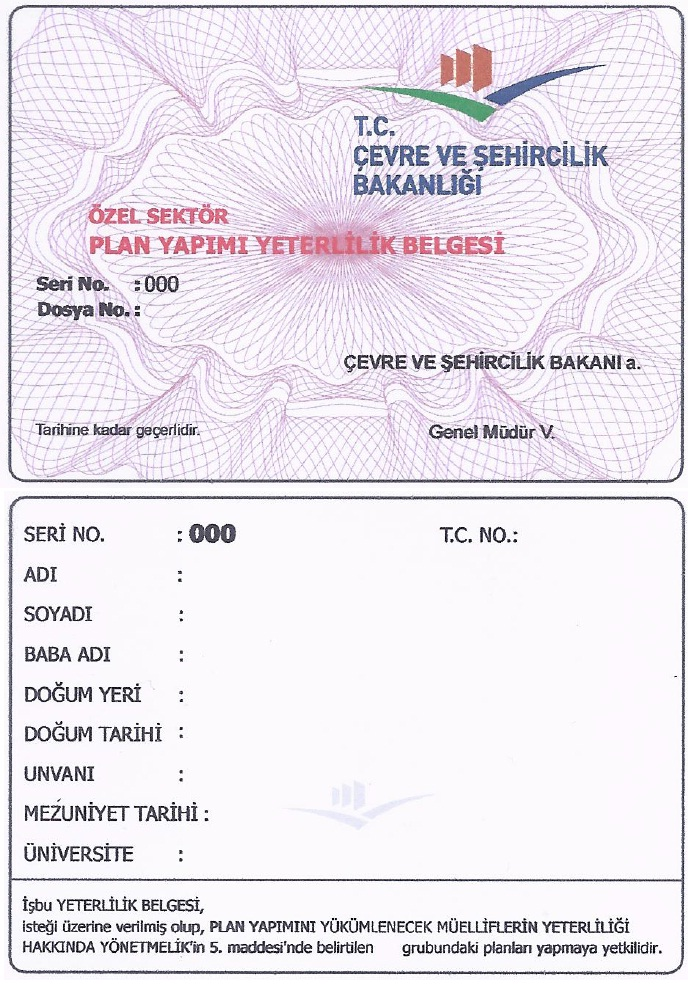 T.C.
ÇEVRE VE ŞEHİRCİLİK
BAKANLIĞI
ÖZEL SEKTÖR
PLAN YAPIMI YETERLİLİK BELGESİ
Seri No. : 000
Dosya No. :
ÇEVRE VE ŞEHİRCİLİK BAKANI a.
Tarihine kadar geçerlidir. Genel Müdür V.
SERİ NO. : 000 T.C. NO.:
ADI :
SOYADI :
BABA ADI :
DOĞUM YERİ :
DOĞUM TARİHİ :
UNVANI :
MEZUNİYET TARİHİ :
ÜNİVERSİTE :
İşbu YETERLİLİK BELGESİ,
isteği üzerine verilmiş olup, PLAN YAPIMINI YÜKÜMLENECEK MÜELLİFLERİN YETERLİLİĞİ
HAKKINDA YÖNETMELİK'in 5. maddesi'nde belirtilen grubundaki planları yapmaya yetkilidir.